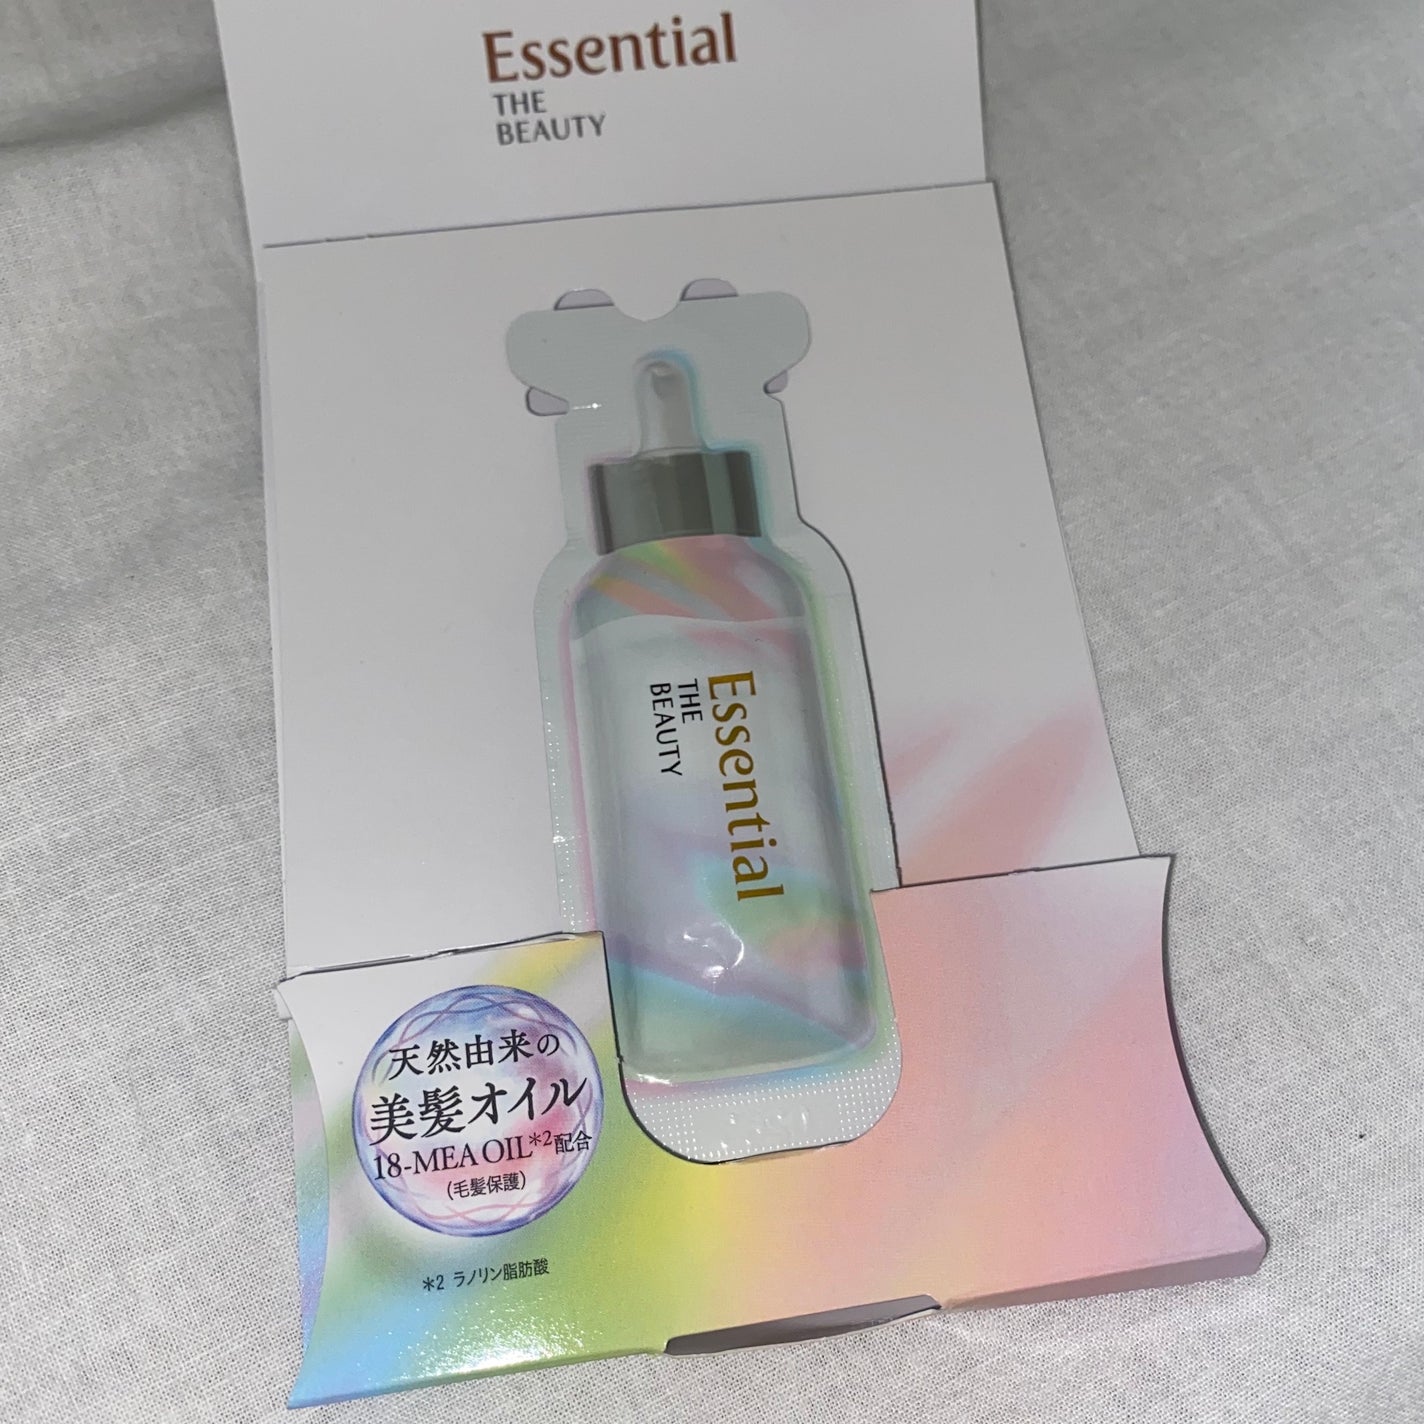 Essential
THE
BEAUTY
Essential
THE
BEAUTY
天然由来の
美髪オイル
18-MEA OIL*2配合
(毛髪保護)
*2 ラノリン脂肪酸